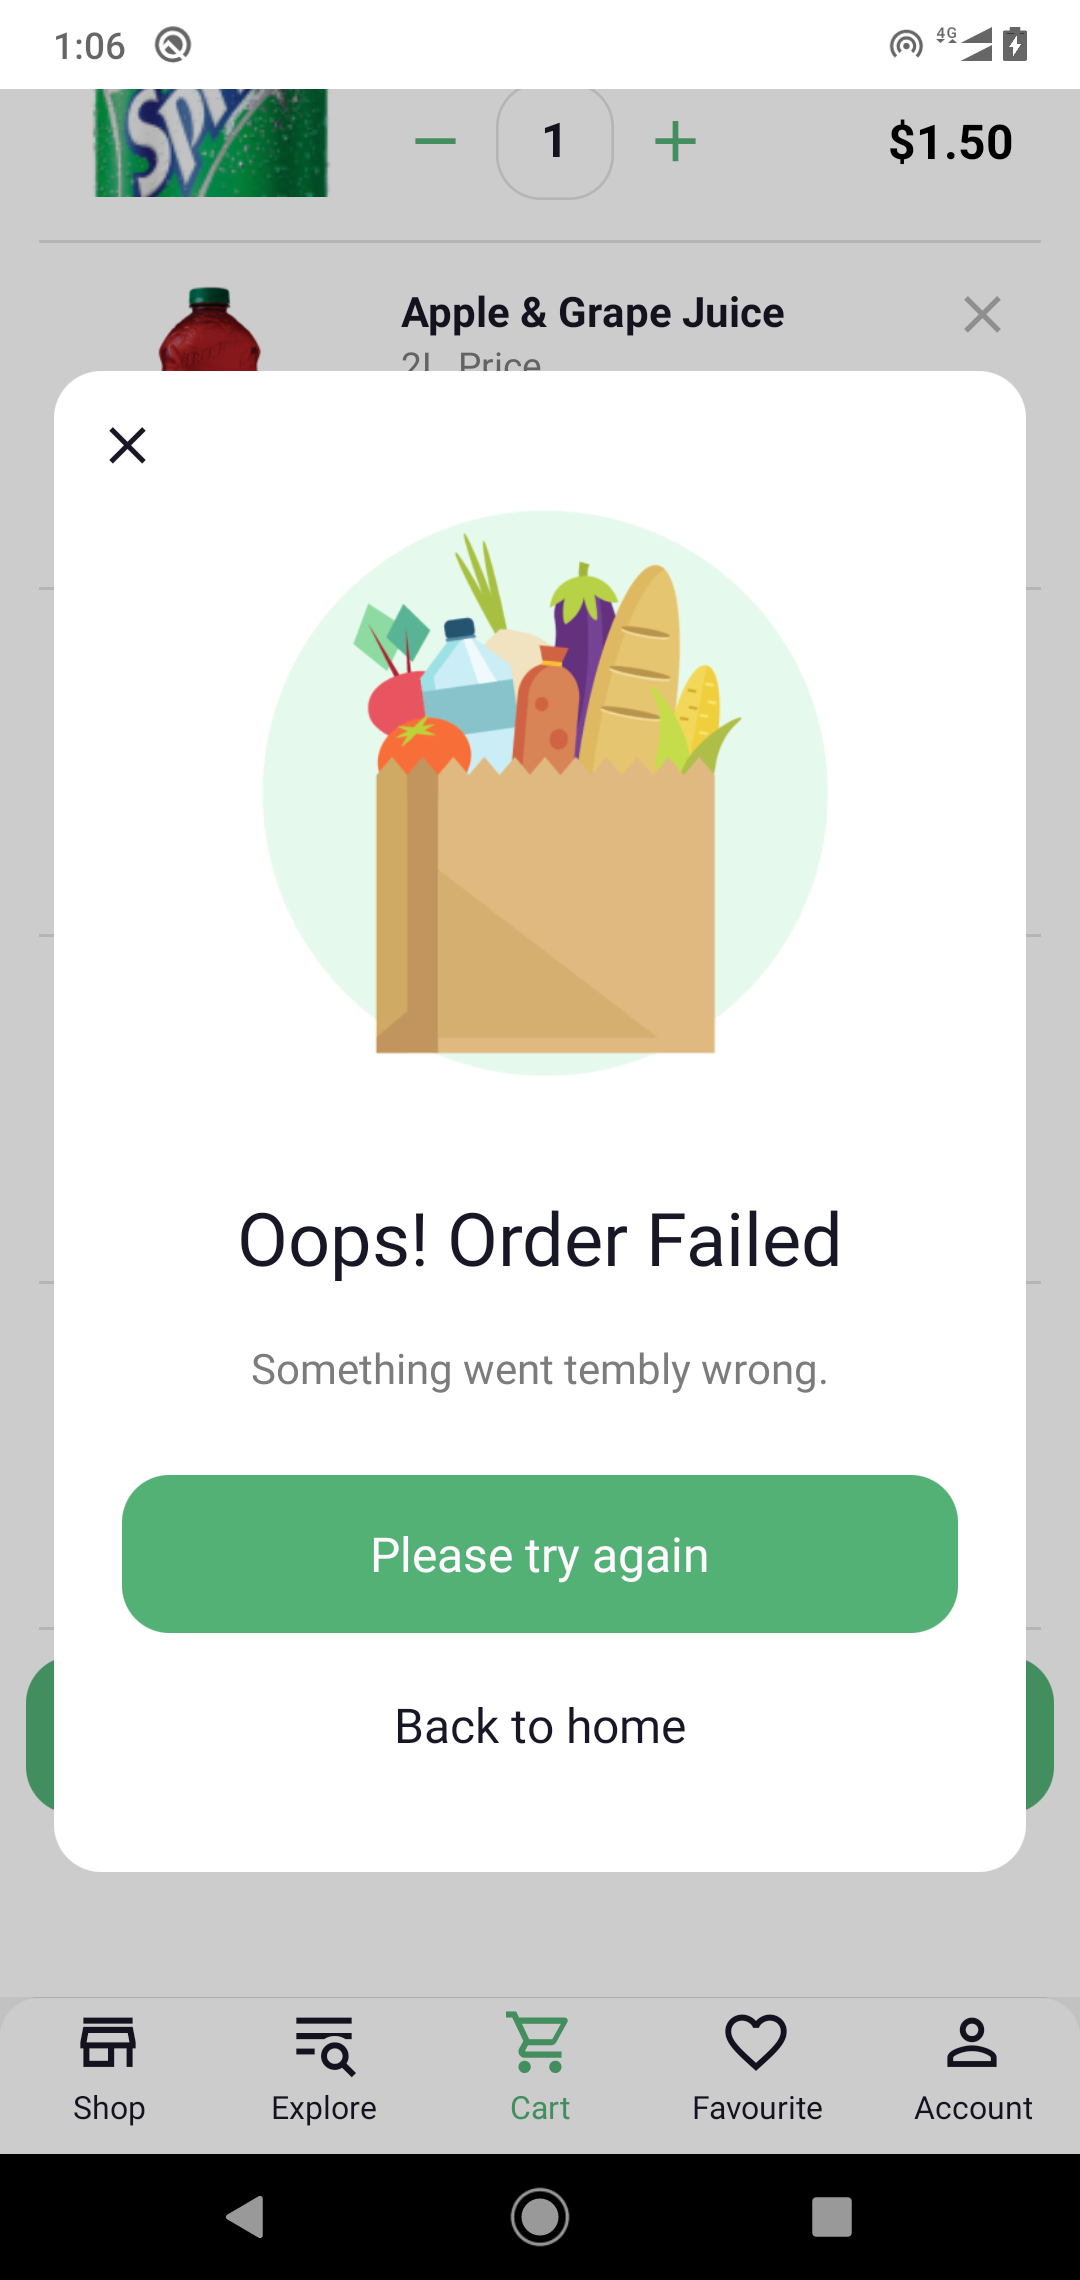 1:06
4G
Sprite
1
$1.50
Apple & Grape Juice
2L, Price
Oops! Order Failed
Something went tembly wrong.
Please try again
Back to home
Shop
Explore
Cart
Favourite
Account